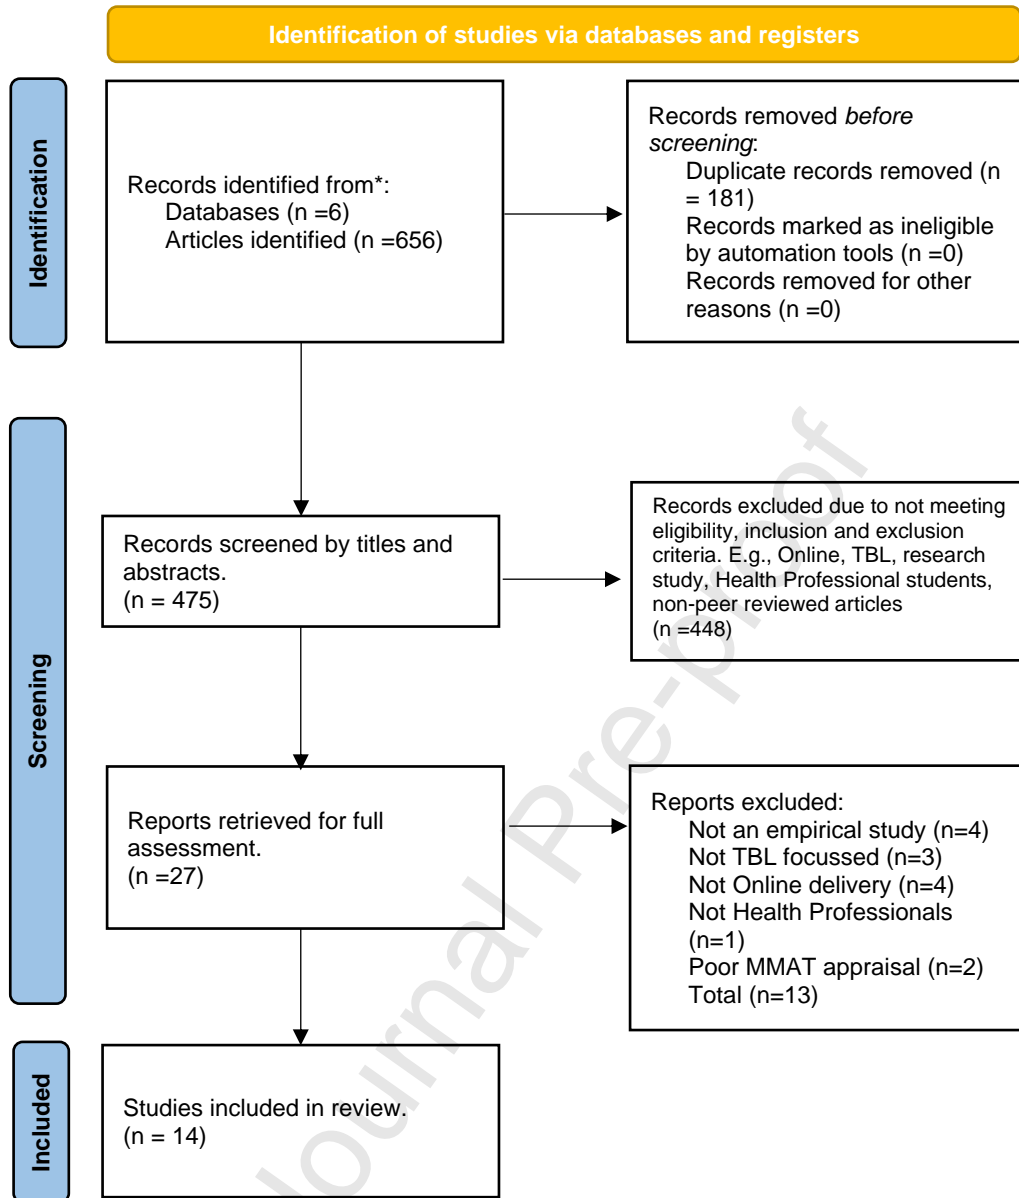 Identification of studies via databases and registers
Identification
Records identified from*:
Databases (n =6)
Articles identified (n =656)
Records removed before
screening:
Duplicate records removed (n
= 181)
Records marked as ineligible
by automation tools (n =0)
Records removed for other
reasons (n =0)
Screening
Records screened by titles and
abstracts.
(n = 475)
Records excluded due to not meeting
eligibility, inclusion and exclusion
criteria. E.g., Online, TBL, research
study, Health Professional students,
non-peer reviewed articles
(n =448)
Reports retrieved for full
assessment.
(n =27)
Reports excluded:
Not an empirical study (n=4)
Not TBL focussed (n=3)
Not Online delivery (n=4)
Not Health Professionals
(n=1)
Poor MMAT appraisal (n=2)
Total (n=13)
Included
Studies included in review.
(n = 14)
Journal Pre-proof